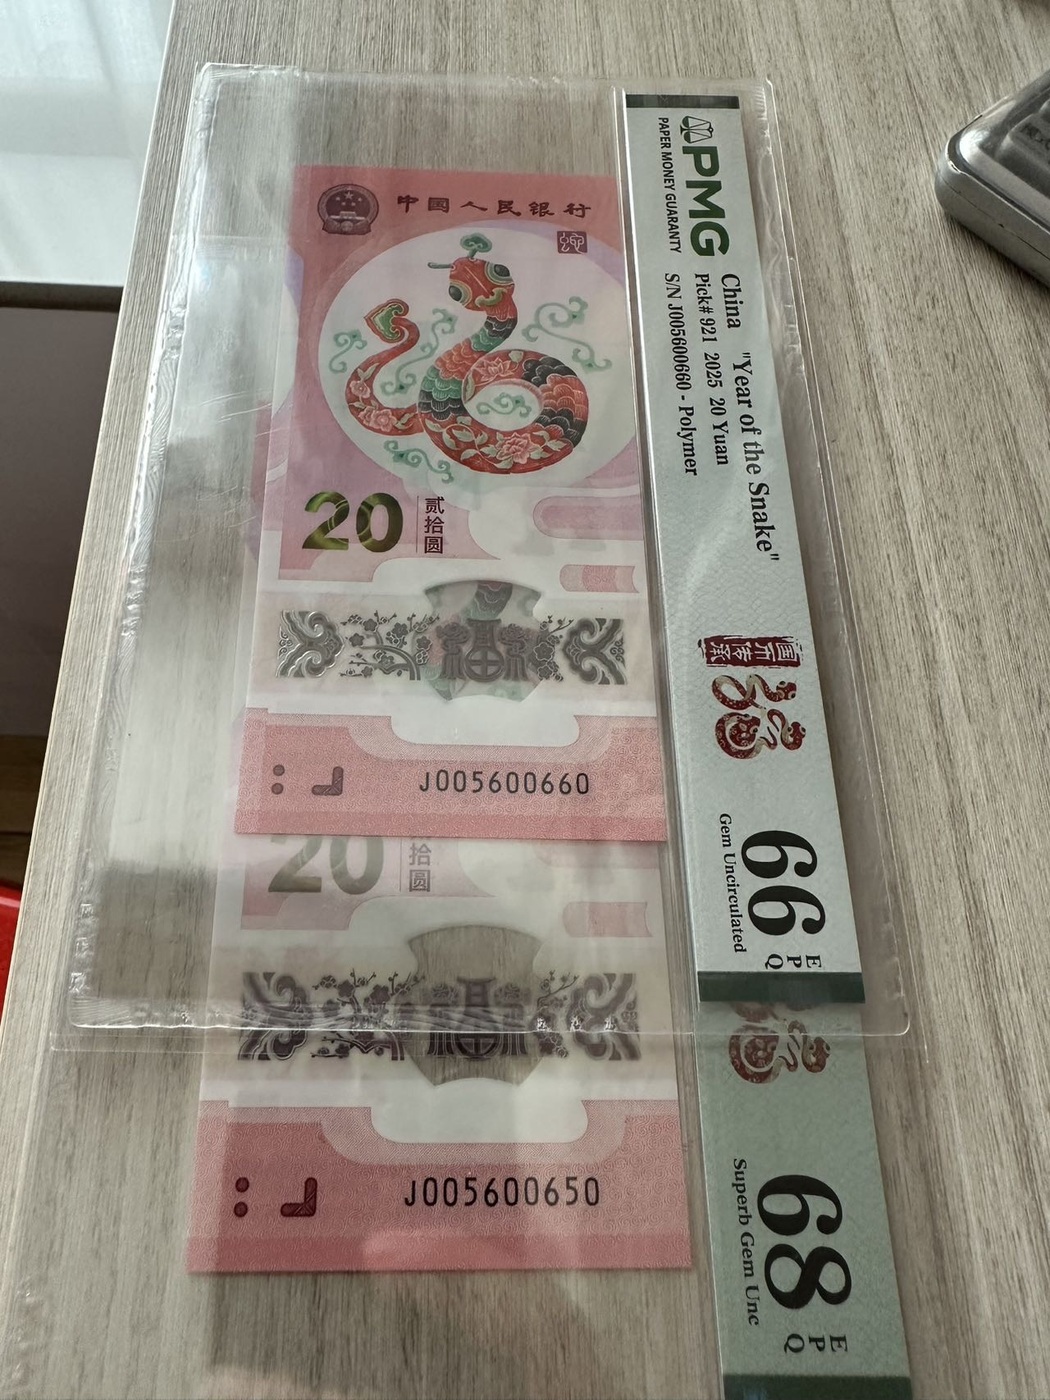 中国人民银行
20
贰拾圆
J005600660
PMG
PAPER MONEY GUARANTY
China "Year of the Snake"
Pick# 921 2025 20 Yuan
S/N J005600660 - Polymer
66 EPQ
Gem Uncirculated
20
拾圆
福
J005600650
68 EPQ
Superb Gem Unc